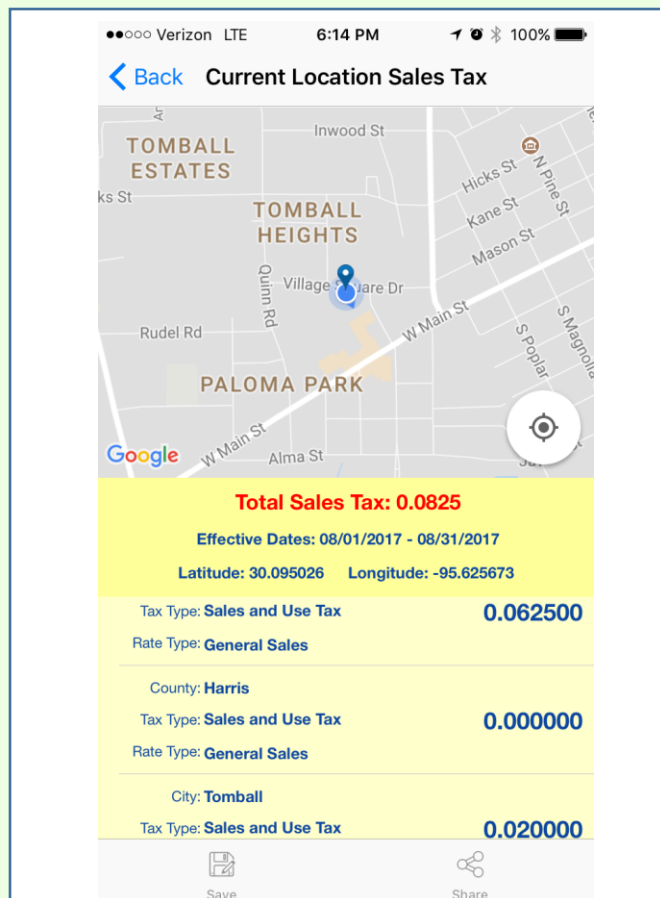 Verizon LTE 6:14 PM 100%
Back Current Location Sales Tax
Inwood St
TOMBALL
ESTATES
Hicks St
N Pine St
ks St
Kane St
TOMBALL
HEIGHTS
Mason St
Quinn Rd
Village Square Dr
W Main St
S Poplar
S Magnolia
Rudel Rd
PALOMA PARK
W Main St
Google
Alma St
Total Sales Tax: 0.0825
Effective Dates: 08/01/2017 - 08/31/2017
Latitude: 30.095026 Longitude: -95.625673
Tax Type: Sales and Use Tax 0.062500
Rate Type: General Sales
County: Harris
Tax Type: Sales and Use Tax 0.000000
Rate Type: General Sales
City: Tomball
Tax Type: Sales and Use Tax 0.020000
Save Share